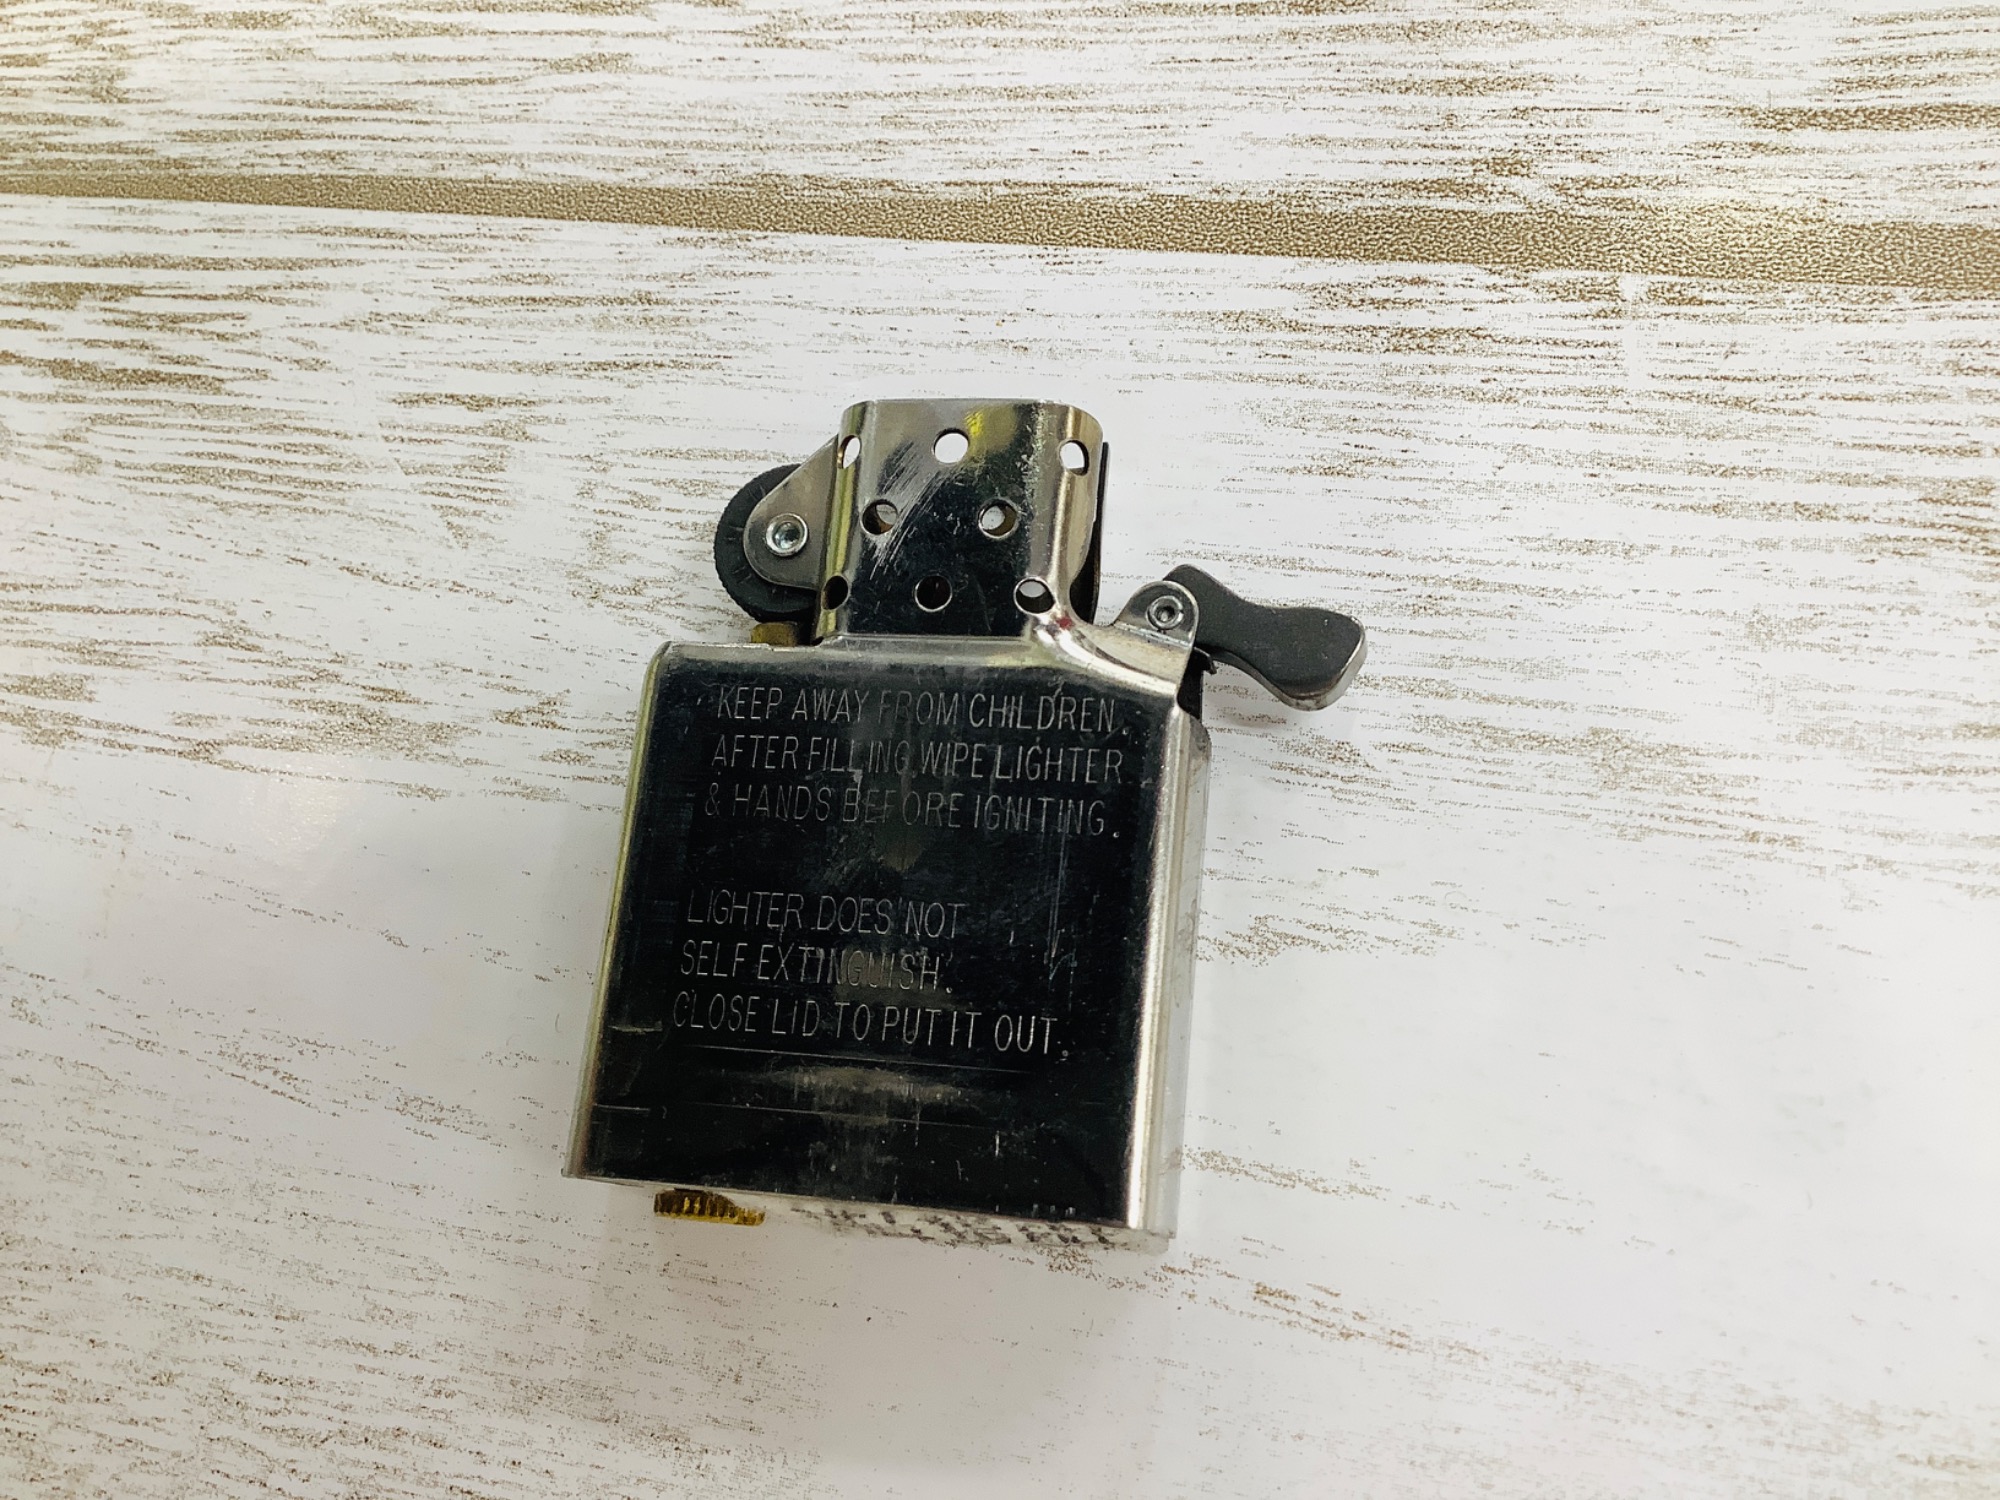 KEEP AWAY FROM CHILDREN.
AFTER FILLING, WIPE LIGHTER
& HANDS BEFORE IGNITING.
LIGHTER DOES NOT
SELF EXTINGUISH.
CLOSE LID TO PUT IT OUT.